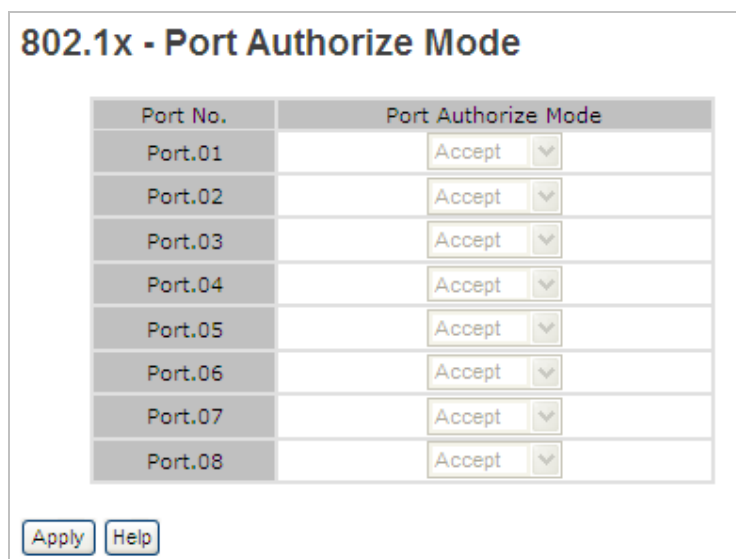 802.1x - Port Authorize Mode
Port No. Port Authorize Mode
Port.01 Accept
Port.02 Accept
Port.03 Accept
Port.04 Accept
Port.05 Accept
Port.06 Accept
Port.07 Accept
Port.08 Accept
Apply Help